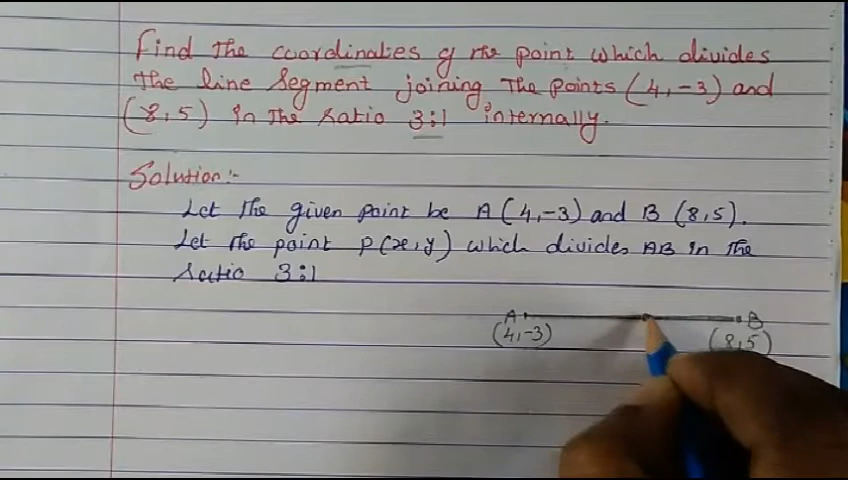 Find the coordinates of the point which divides
the line segment joining the points (4,-3) and
(8,5) in the ratio 3:1 internally.
Solution:-
Let the given point be A(4,-3) and B(8,5).
Let the point P(x,y) which divides AB in the
ratio 3:1
A B
(4,-3) (8,5)